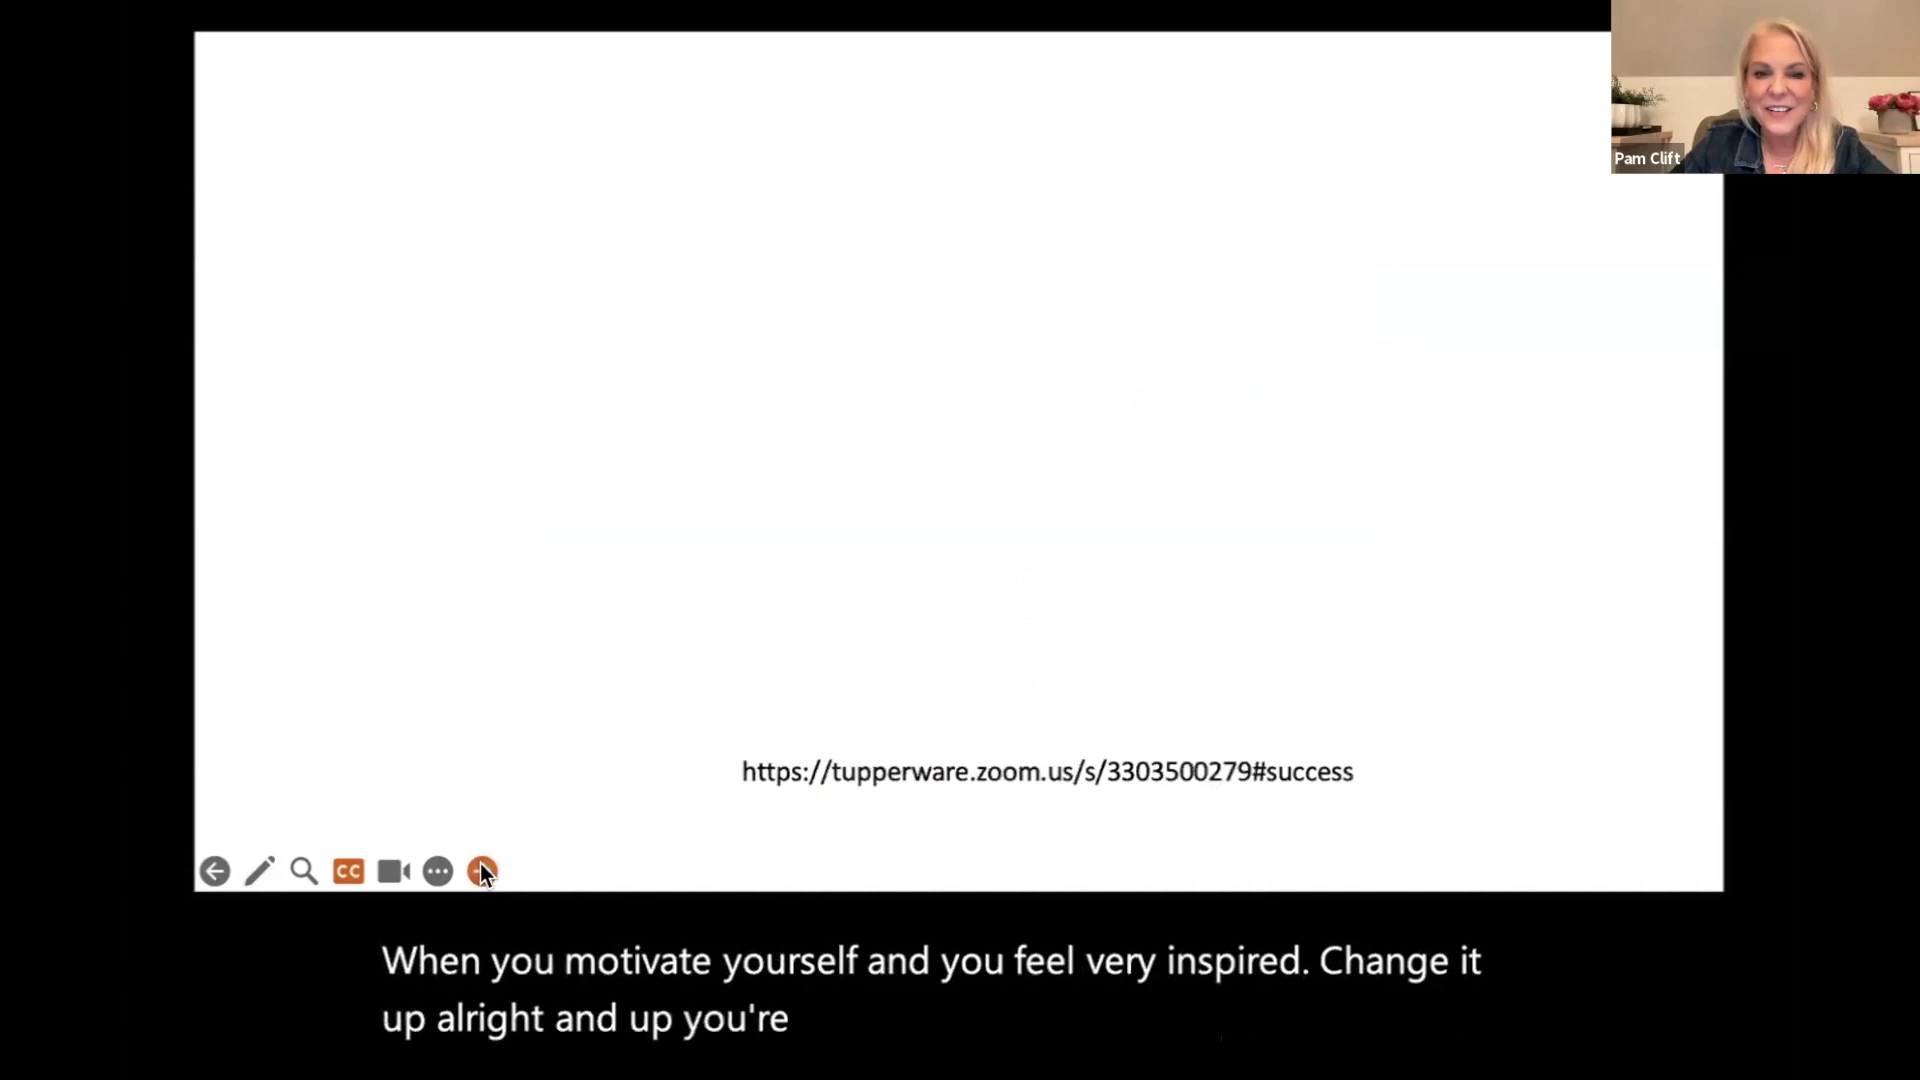 Pam Clift
https://tupperware.zoom.us/s/3303500279#success
CC
When you motivate yourself and you feel very inspired. Change it
up alright and up you're